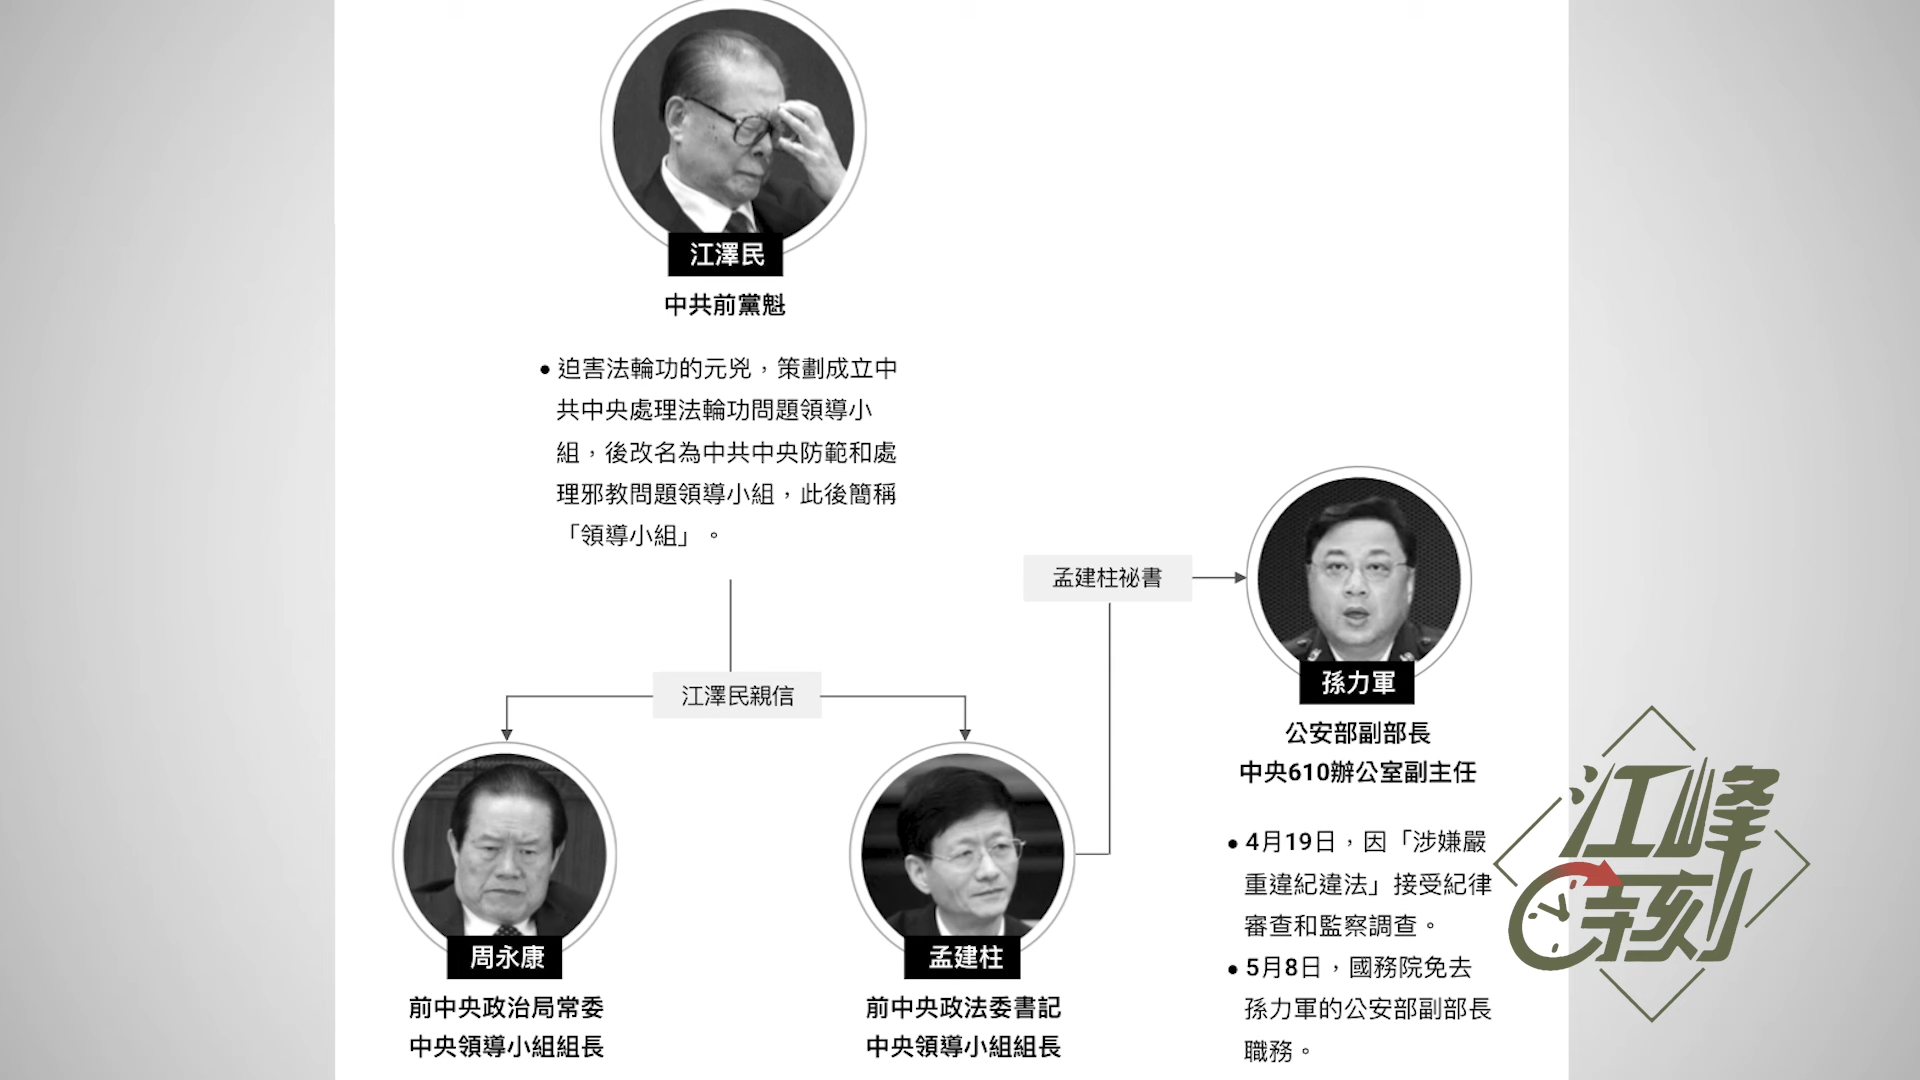 江澤民
中共前黨魁
• 迫害法輪功的元兇，策劃成立中
共中央處理法輪功問題領導小
組，後改名為中共中央防範和處
理邪教問題領導小組，此後簡稱
「領導小組」。
江澤民親信
周永康
前中央政治局常委
中央領導小組組長
孟建柱
前中央政法委書記
中央領導小組組長
孟建柱祕書
孫力軍
公安部副部長
中央610辦公室副主任
• 4月19日，因「涉嫌嚴
重違紀違法」接受紀律
審查和監察調查。
• 5月8日，國務院免去
孫力軍的公安部副部長
職務。
江峰
時刻